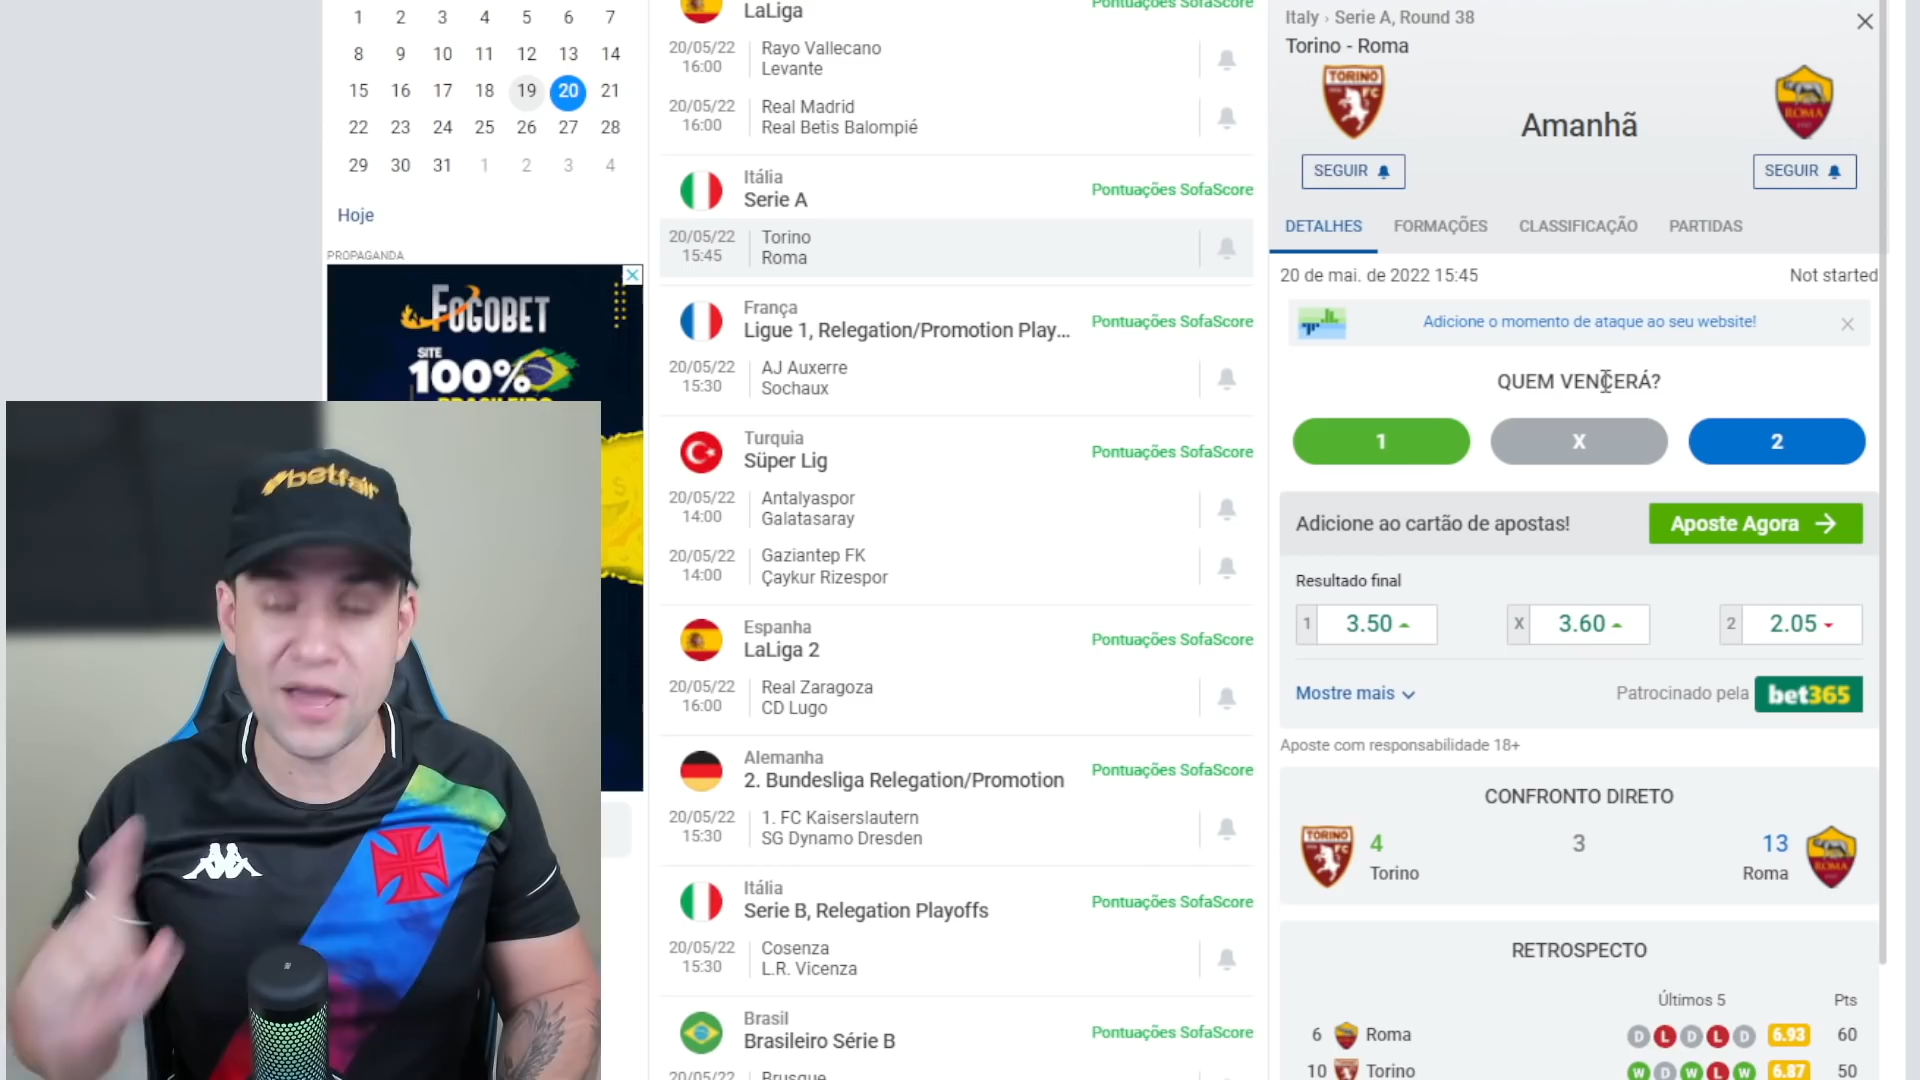 1 2 3 4 5 6 7
8 9 10 11 12 13 14
15 16 17 18 19 20 21
22 23 24 25 26 27 28
29 30 31 1 2 3 4
Hoje
PROPAGANDA
FOGOBET
SITE
100%
betfair
LaLiga
Pontuações SofaScore
20/05/22
16:00
Rayo Vallecano
Levante
20/05/22
16:00
Real Madrid
Real Betis Balompié
Itália
Serie A
Pontuações SofaScore
20/05/22
15:45
Torino
Roma
França
Ligue 1, Relegation/Promotion Play...
Pontuações SofaScore
20/05/22
15:30
AJ Auxerre
Sochaux
Turquia
Süper Lig
Pontuações SofaScore
20/05/22
14:00
Antalyaspor
Galatasaray
20/05/22
14:00
Gaziantep FK
Çaykur Rizespor
Espanha
LaLiga 2
Pontuações SofaScore
20/05/22
16:00
Real Zaragoza
CD Lugo
Alemanha
2. Bundesliga Relegation/Promotion
Pontuações SofaScore
20/05/22
15:30
1. FC Kaiserslautern
SG Dynamo Dresden
Itália
Serie B, Relegation Playoffs
Pontuações SofaScore
20/05/22
15:30
Cosenza
L.R. Vicenza
Brasil
Brasileiro Série B
Pontuações SofaScore
20/05/22
Brusque
Italy › Serie A, Round 38
Torino - Roma
TORINO
FC
Amanhã
ROMA
SEGUIR
SEGUIR
DETALHES FORMAÇÕES CLASSIFICAÇÃO PARTIDAS
20 de mai. de 2022 15:45
Not started
Adicione o momento de ataque ao seu website!
QUEM VENCERÁ?
1 X 2
Adicione ao cartão de apostas!
Aposte Agora
Resultado final
1 3.50
X 3.60
2 2.05
Mostre mais
Patrocinado pela bet365
Aposte com responsabilidade 18+
CONFRONTO DIRETO
TORINO
FC
4
Torino
3
13
Roma
ROMA
RETROSPECTO
Últimos 5 Pts
6 Roma D L D L D 6.93 60
10 Torino W D W L W 6.87 50